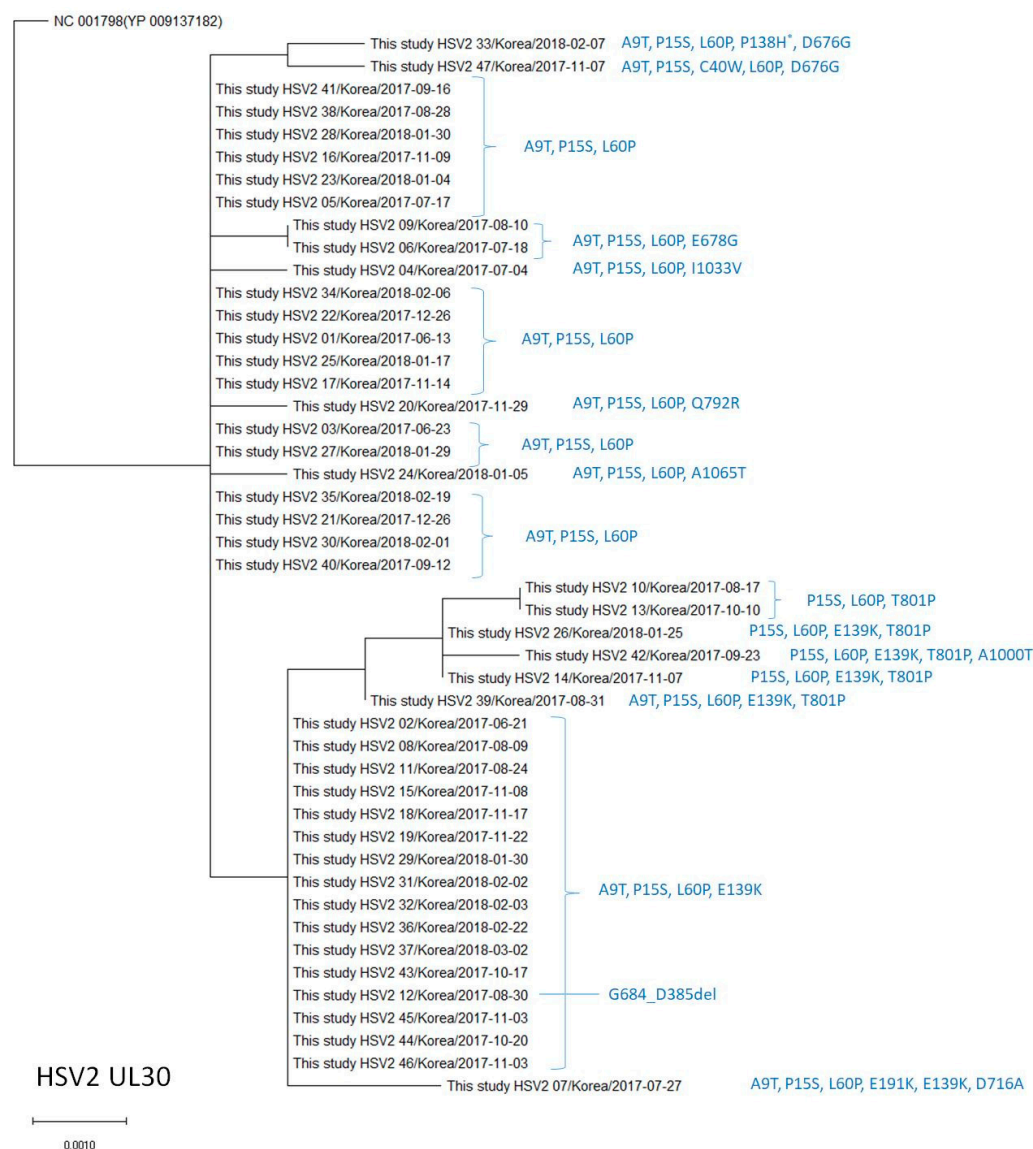 NC 001798(YP 009137182)
This study HSV2 33/Korea/2018-02-07 A9T, P15S, L60P, P138H*, D676G
This study HSV2 47/Korea/2017-11-07 A9T, P15S, C40W, L60P, D676G
This study HSV2 41/Korea/2017-09-16
This study HSV2 38/Korea/2017-08-28
This study HSV2 28/Korea/2018-01-30
A9T, P15S, L60P
This study HSV2 16/Korea/2017-11-09
This study HSV2 23/Korea/2018-01-04
This study HSV2 05/Korea/2017-07-17
This study HSV2 09/Korea/2017-08-10
A9T, P15S, L60P, E678G
This study HSV2 06/Korea/2017-07-18
This study HSV2 04/Korea/2017-07-04 A9T, P15S, L60P, I1033V
This study HSV2 34/Korea/2018-02-06
This study HSV2 22/Korea/2017-12-26
This study HSV2 01/Korea/2017-06-13 A9T, P15S, L60P
This study HSV2 25/Korea/2018-01-17
This study HSV2 17/Korea/2017-11-14
This study HSV2 20/Korea/2017-11-29 A9T, P15S, L60P, Q792R
This study HSV2 03/Korea/2017-06-23
A9T, P15S, L60P
This study HSV2 27/Korea/2018-01-29
This study HSV2 24/Korea/2018-01-05 A9T, P15S, L60P, A1065T
This study HSV2 35/Korea/2018-02-19
This study HSV2 21/Korea/2017-12-26
A9T, P15S, L60P
This study HSV2 30/Korea/2018-02-01
This study HSV2 40/Korea/2017-09-12
This study HSV2 10/Korea/2017-08-17
P15S, L60P, T801P
This study HSV2 13/Korea/2017-10-10
This study HSV2 26/Korea/2018-01-25 P15S, L60P, E139K, T801P
This study HSV2 42/Korea/2017-09-23 P15S, L60P, E139K, T801P, A1000T
This study HSV2 14/Korea/2017-11-07 P15S, L60P, E139K, T801P
This study HSV2 39/Korea/2017-08-31 A9T, P15S, L60P, E139K, T801P
This study HSV2 02/Korea/2017-06-21
This study HSV2 08/Korea/2017-08-09
This study HSV2 11/Korea/2017-08-24
This study HSV2 15/Korea/2017-11-08
This study HSV2 18/Korea/2017-11-17
This study HSV2 19/Korea/2017-11-22
This study HSV2 29/Korea/2018-01-30
This study HSV2 31/Korea/2018-02-02 A9T, P15S, L60P, E139K
This study HSV2 32/Korea/2018-02-03
This study HSV2 36/Korea/2018-02-22
This study HSV2 37/Korea/2018-03-02
This study HSV2 43/Korea/2017-10-17
This study HSV2 12/Korea/2017-08-30 G684_D385del
This study HSV2 45/Korea/2017-11-03
This study HSV2 44/Korea/2017-10-20
This study HSV2 46/Korea/2017-11-03
HSV2 UL30
This study HSV2 07/Korea/2017-07-27 A9T, P15S, L60P, E191K, E139K, D716A
0.0010